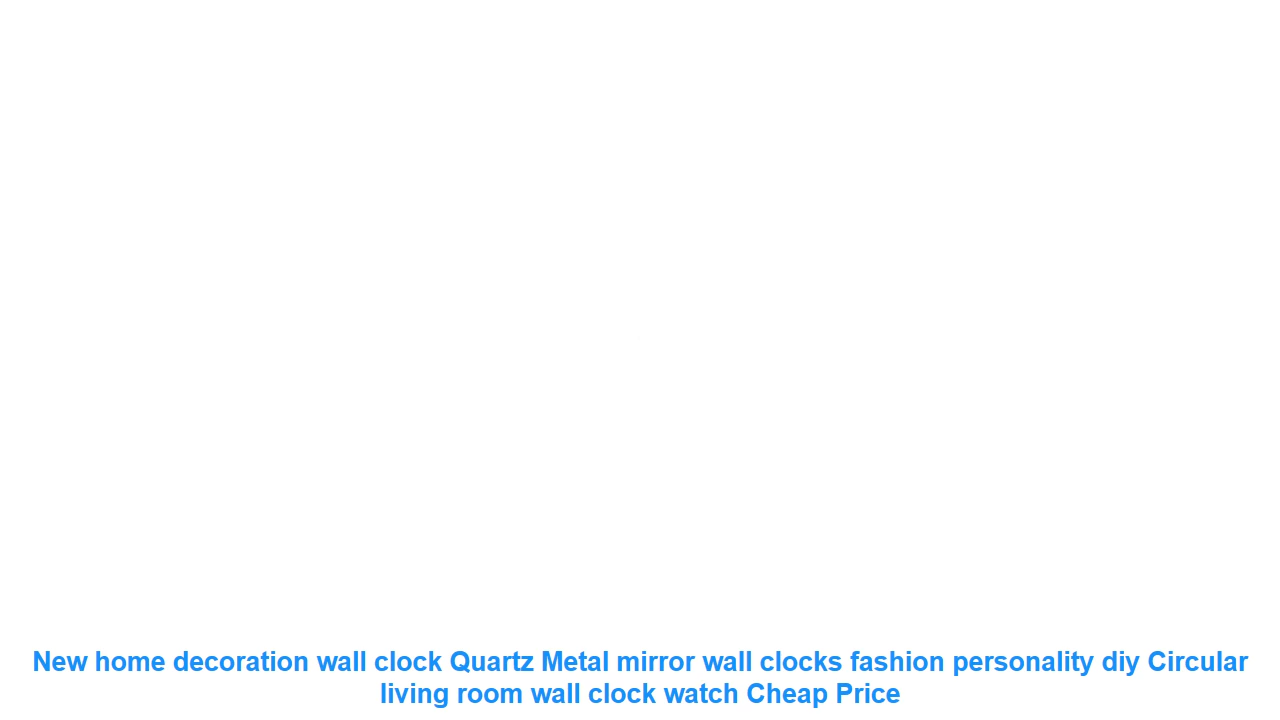 New home decoration wall clock Quartz Metal mirror wall clocks fashion personality diy Circular
living room wall clock watch Cheap Price